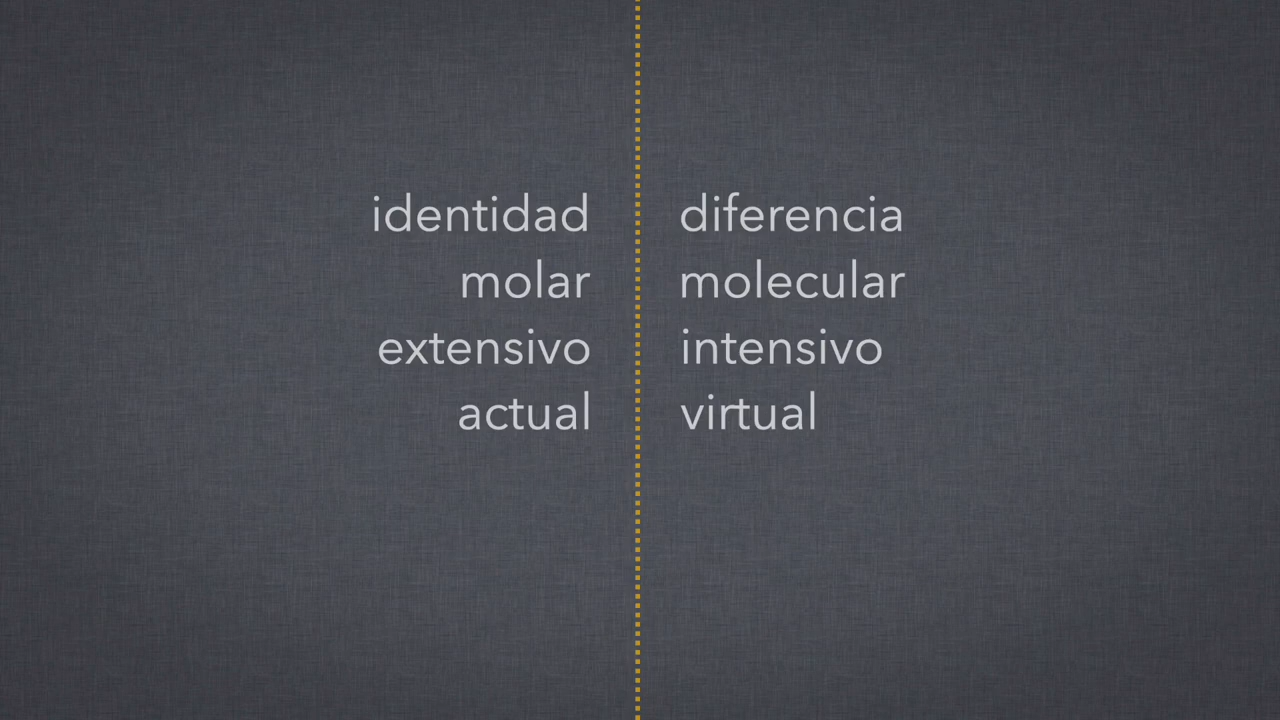 identidad diferencia
molar molecular
extensivo intensivo
actual virtual